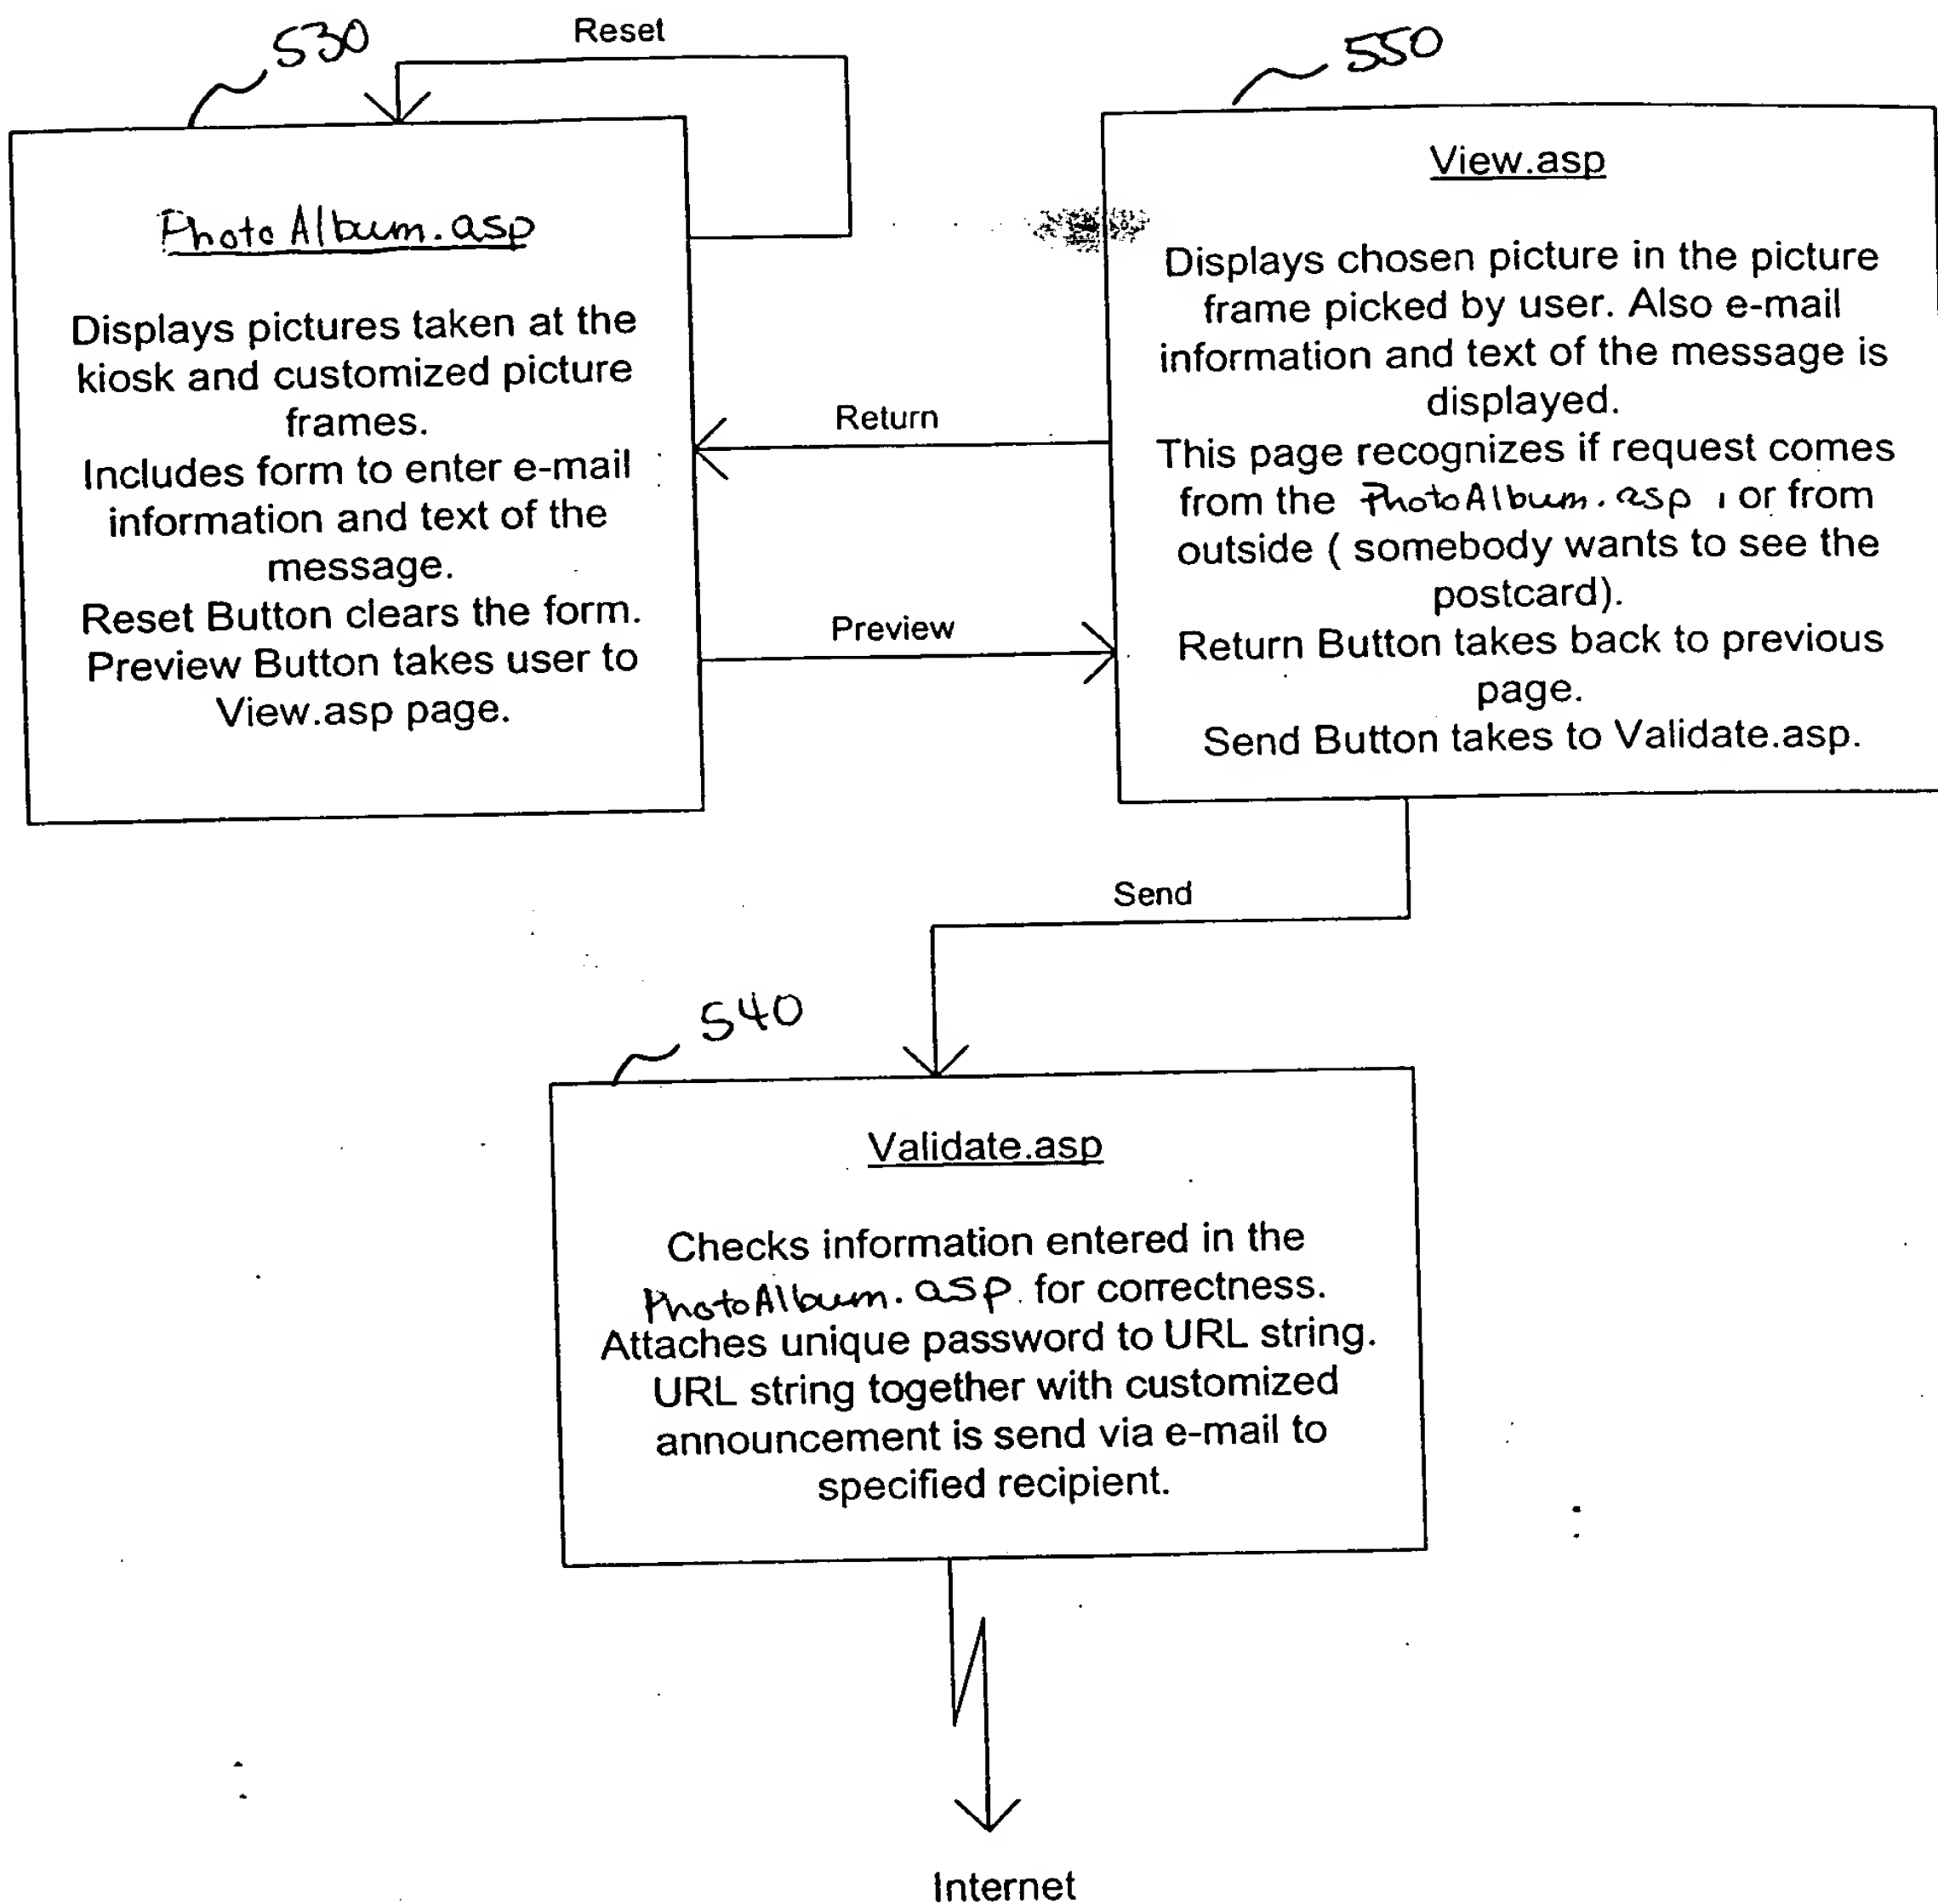 530
Reset
Photo Album.asp
Displays pictures taken at the
kiosk and customized picture
frames.
Includes form to enter e-mail
information and text of the
message.
Reset Button clears the form.
Preview Button takes user to
View.asp page.
Return
Preview
550
View.asp
Displays chosen picture in the picture
frame picked by user. Also e-mail
information and text of the message is
displayed.
This page recognizes if request comes
from the PhotoAlbum.asp , or from
outside ( somebody wants to see the
postcard).
Return Button takes back to previous
page.
Send Button takes to Validate.asp.
Send
540
Validate.asp
Checks information entered in the
PhotoAlbum.asp. for correctness.
Attaches unique password to URL string.
URL string together with customized
announcement is send via e-mail to
specified recipient.
Internet